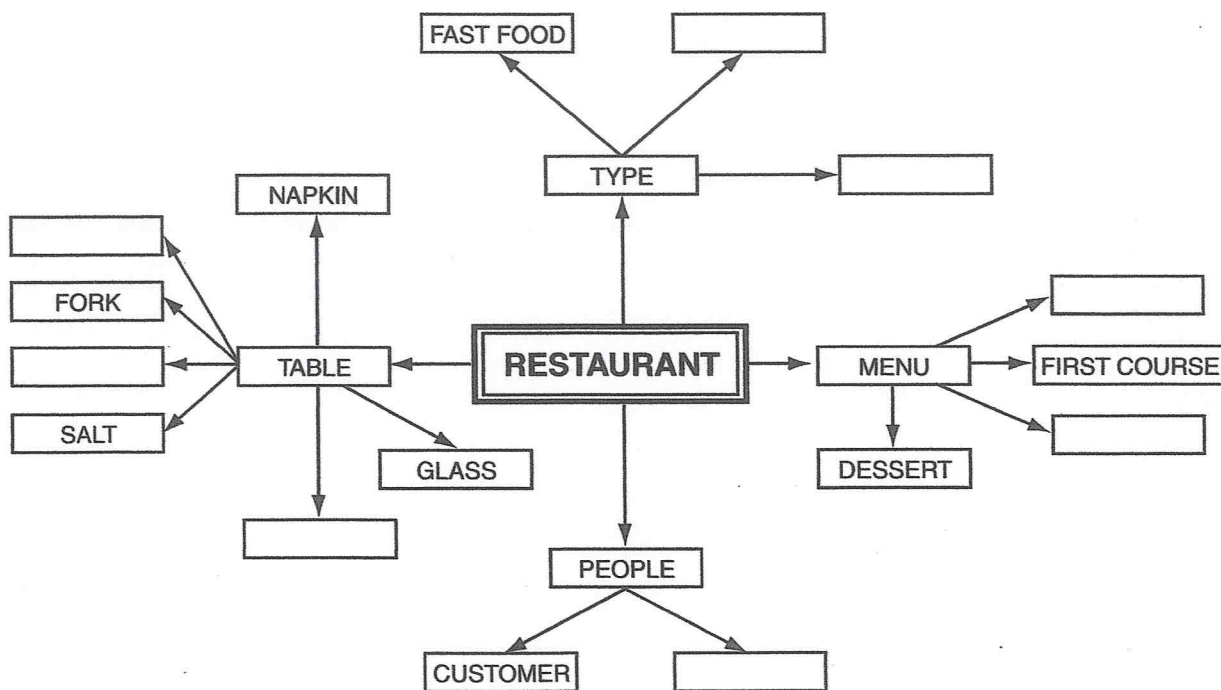 FAST FOOD
TYPE
NAPKIN
FORK
TABLE
RESTAURANT
MENU
FIRST COURSE
SALT
GLASS
DESSERT
PEOPLE
CUSTOMER